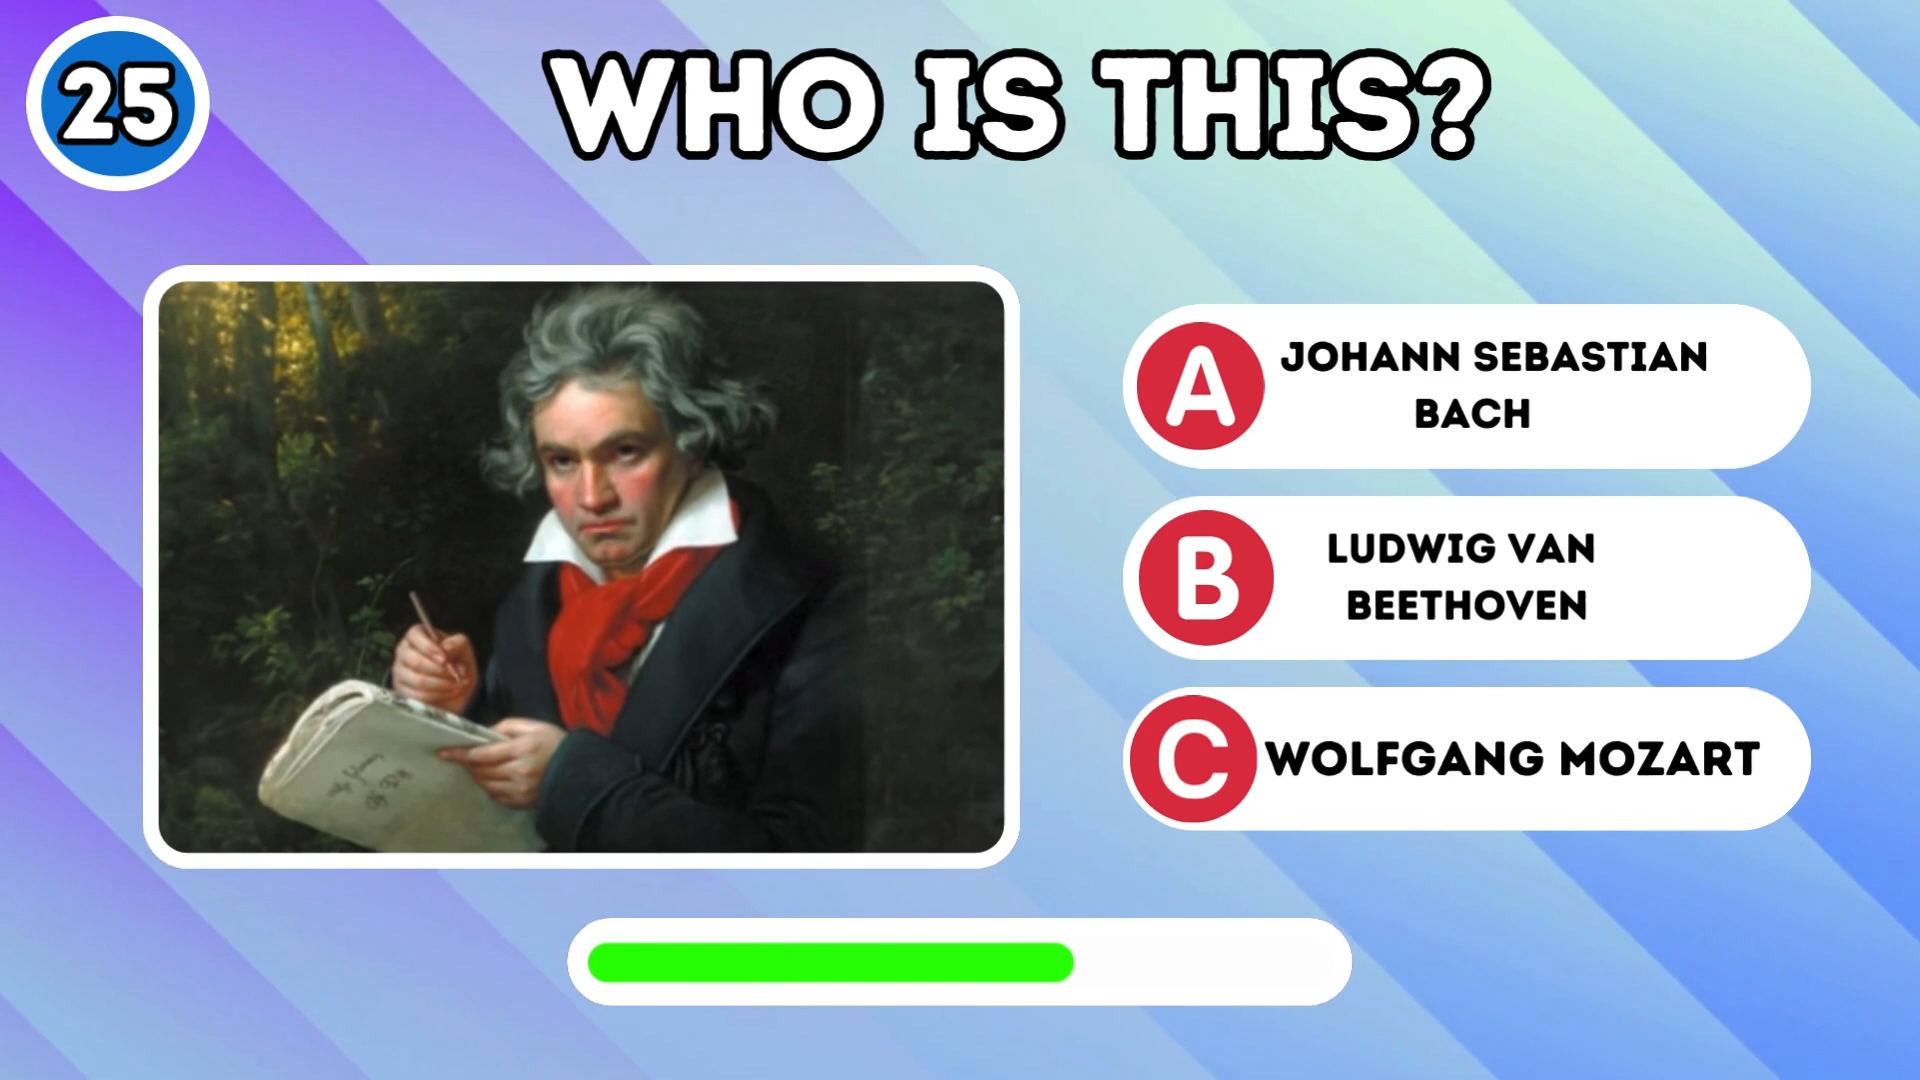 25
WHO IS THIS?
A
JOHANN SEBASTIAN
BACH
B
LUDWIG VAN
BEETHOVEN
C
WOLFGANG MOZART